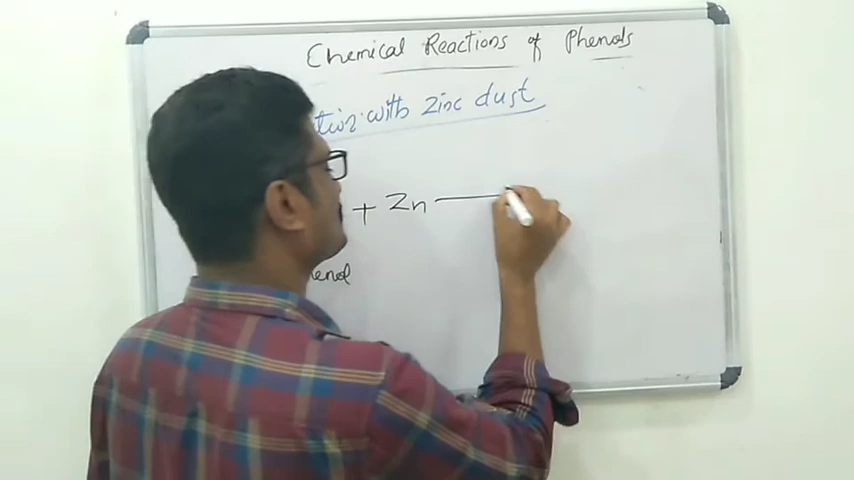 Chemical Reactions of Phenols
with zinc dust
+ Zn